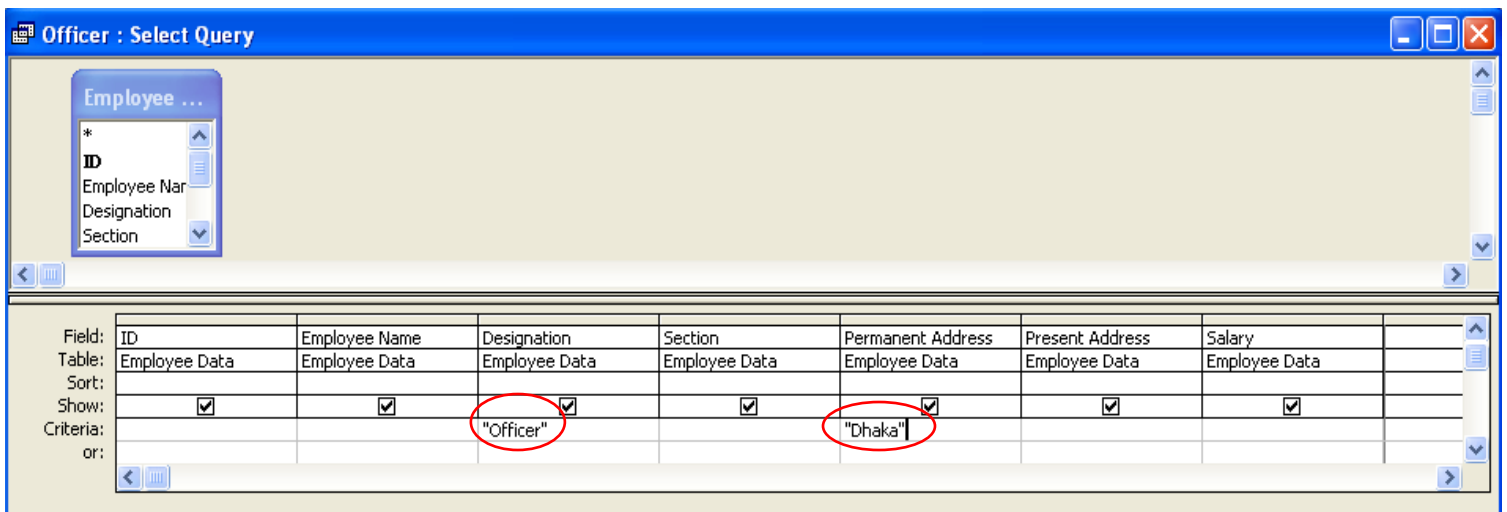 Officer : Select Query
Employee ...
*
ID
Employee Nar
Designation
Section
Field: ID Employee Name Designation Section Permanent Address Present Address Salary
Table: Employee Data Employee Data Employee Data Employee Data Employee Data Employee Data Employee Data
Sort:
Show:
Criteria: "Officer" "Dhaka"
or: